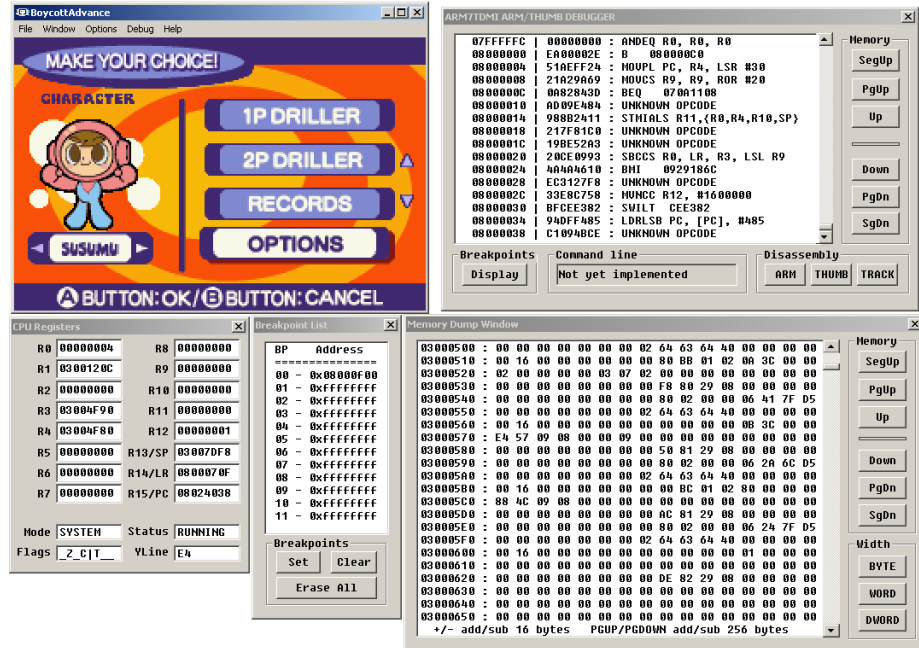 BoycottAdvance
File Window Options Debug Help
MAKE YOUR CHOICE!
CHARACTER
1P DRILLER
2P DRILLER
RECORDS
OPTIONS
SUSUMU
A BUTTON:OK/B BUTTON:CANCEL
ARM7TDMI ARM/THUMB DEBUGGER
07FFFFFC | 00000000 : ANDEQ R0, R0, R0
08000000 | EA00002E : B 080000C0
08000004 | 51AEFF24 : MOVPL PC, R4, LSR #30
08000008 | 21A29A69 : MOVCS R9, R9, ROR #20
0800000C | 0A82843D : BEQ 070A1108
08000010 | AD09E484 : UNKNOWN OPCODE
08000014 | 988B2411 : STMIALS R11,{R0,R4,R10,SP}
08000018 | 217F81C0 : UNKNOWN OPCODE
0800001C | 19BE52A3 : UNKNOWN OPCODE
08000020 | 20CE0993 : SBCCS R0, LR, R3, LSL R9
08000024 | 4A4A4610 : BMI 0929186C
08000028 | EC3127F8 : UNKNOWN OPCODE
0800002C | 33E8C758 : MVNCC R12, #1600000
08000030 | BFCEE382 : SVILT CEE382
08000034 | 94DFF485 : LDRLSB PC, [PC], #485
08000038 | C1094BCE : UNKNOWN OPCODE
Memory
SegUp
PgUp
Up
Down
PgDn
SgDn
Breakpoints
Display
Command line
Not yet implemented
Disassembly
ARM THUMB TRACK
CPU Registers
R0 00000004 R8 00000000
R1 0300120C R9 00000000
R2 00000000 R10 00000000
R3 03004F90 R11 00000000
R4 03004F80 R12 00000001
R5 00000000 R13/SP 03007DF8
R6 00000000 R14/LR 0800070F
R7 00000000 R15/PC 08024038
Mode SYSTEM Status RUNNING
Flags _Z_C|T__ YLine E4
Breakpoint List
BP Address
==============
00 - 0x08000F00
01 - 0xffffffff
02 - 0xffffffff
03 - 0xffffffff
04 - 0xffffffff
05 - 0xffffffff
06 - 0xffffffff
07 - 0xffffffff
08 - 0xffffffff
09 - 0xffffffff
10 - 0xffffffff
11 - 0xffffffff
Breakpoints
Set Clear
Erase All
Memory Dump Window
03000500 : 00 00 00 00 00 00 00 02 64 63 64 40 00 00 00 00
03000510 : 00 16 00 00 00 00 00 00 80 BB 01 02 0A 3C 00 00
03000520 : 02 00 00 00 00 03 07 02 00 00 00 00 00 00 00 00
03000530 : 00 00 00 00 00 00 00 00 F8 80 29 08 00 00 00 00
03000540 : 00 00 00 00 00 00 00 00 80 02 00 00 06 41 7F D5
03000550 : 00 00 00 00 00 00 00 02 64 63 64 40 00 00 00 00
03000560 : 00 16 00 00 00 00 00 00 00 00 00 00 0B 3C 00 00
03000570 : E4 57 09 08 00 00 09 00 00 00 00 00 00 00 00 00
03000580 : 00 00 00 00 00 00 00 00 50 81 29 08 00 00 00 00
03000590 : 00 00 00 00 00 00 00 00 80 02 00 00 06 2A 6C D5
030005A0 : 00 00 00 00 00 00 00 02 64 63 64 40 00 00 00 00
030005B0 : 00 16 00 00 00 00 00 00 BC 01 02 80 00 00 00
030005C0 : 88 4C 09 08 00 00 00 00 00 00 00 00 00 00 00 00
030005D0 : 00 00 00 00 00 00 00 00 AC 81 29 08 00 00 00 00
030005E0 : 00 00 00 00 00 00 00 00 80 02 00 00 06 24 7F D5
030005F0 : 00 00 00 00 00 00 00 02 64 63 64 40 00 00 00 00
03000600 : 00 16 00 00 00 00 00 00 00 00 00 00 01 00 00 00
03000610 : 00 00 00 00 00 00 00 00 00 00 00 00 00 00 00 00
03000620 : 00 00 00 00 00 00 00 00 DE 82 29 08 00 00 00 00
03000630 : 00 00 00 00 00 00 00 00 00 00 00 00 00 00 00 00
03000640 : 00 00 00 00 00 00 00 00 00 00 00 00 00 00 00 00
03000650 : 00 00 00 00 00 00 00 00 00 00 00 00 00 00 00 00
+/- add/sub 16 bytes PGUP/PGDOWN add/sub 256 bytes
Memory
SegUp
PgUp
Up
Down
PgDn
SgDn
Width
BYTE
WORD
DWORD